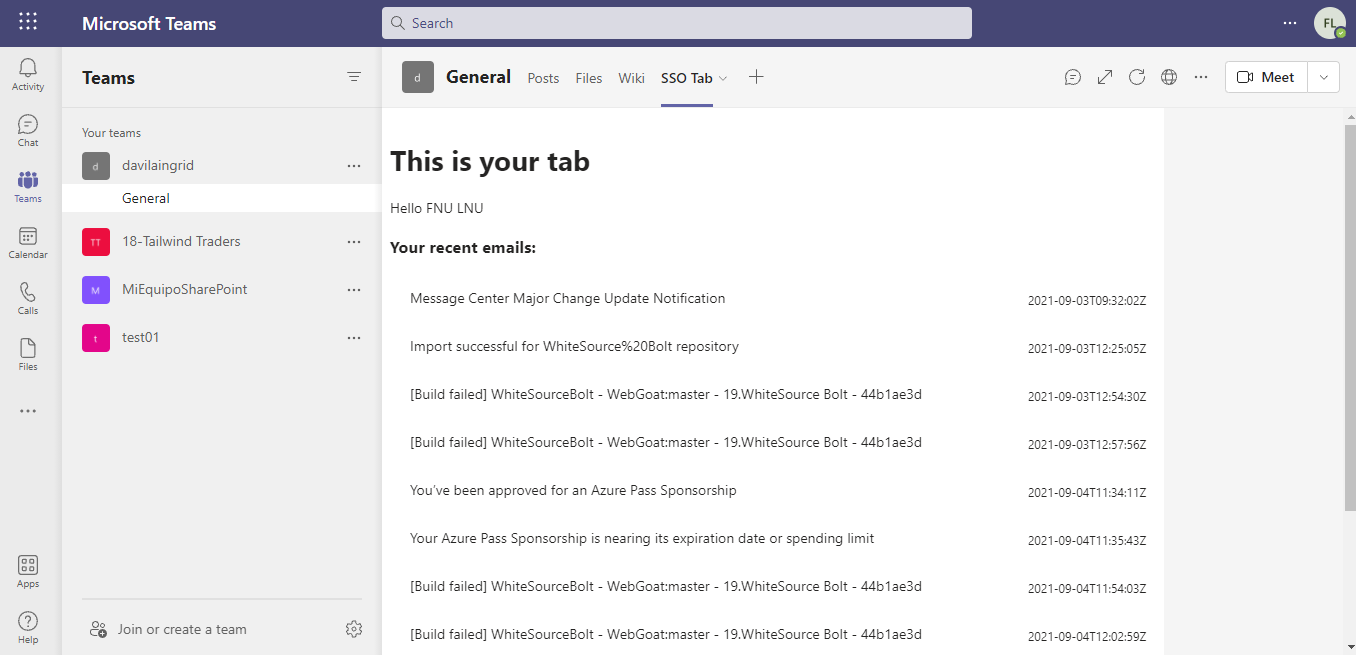 Microsoft Teams
Search
FL
Activity
Chat
Teams
Calendar
Calls
Files
Apps
Help
Teams
Your teams
d davilaingrid
General
TT 18-Tailwind Traders
M MiEquipoSharePoint
t test01
Join or create a team
d General Posts Files Wiki SSO Tab Meet
This is your tab
Hello FNU LNU
Your recent emails:
Message Center Major Change Update Notification 2021-09-03T09:32:02Z
Import successful for WhiteSource%20Bolt repository 2021-09-03T12:25:05Z
[Build failed] WhiteSourceBolt - WebGoat:master - 19.WhiteSource Bolt - 44b1ae3d 2021-09-03T12:54:30Z
[Build failed] WhiteSourceBolt - WebGoat:master - 19.WhiteSource Bolt - 44b1ae3d 2021-09-03T12:57:56Z
You've been approved for an Azure Pass Sponsorship 2021-09-04T11:34:11Z
Your Azure Pass Sponsorship is nearing its expiration date or spending limit 2021-09-04T11:35:43Z
[Build failed] WhiteSourceBolt - WebGoat:master - 19.WhiteSource Bolt - 44b1ae3d 2021-09-04T11:54:03Z
[Build failed] WhiteSourceBolt - WebGoat:master - 19.WhiteSource Bolt - 44b1ae3d 2021-09-04T12:02:59Z